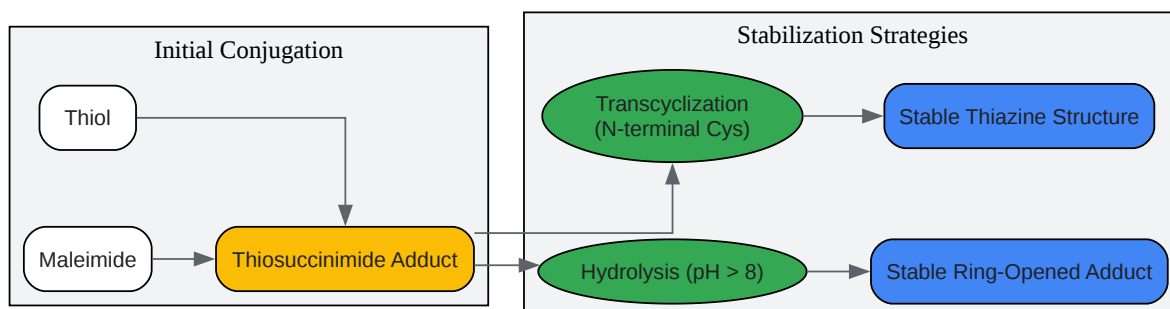 Initial Conjugation
Thiol
Maleimide
Thiosuccinimide Adduct
Stabilization Strategies
Transcyclization
(N-terminal Cys)
Stable Thiazine Structure
Hydrolysis (pH > 8)
Stable Ring-Opened Adduct